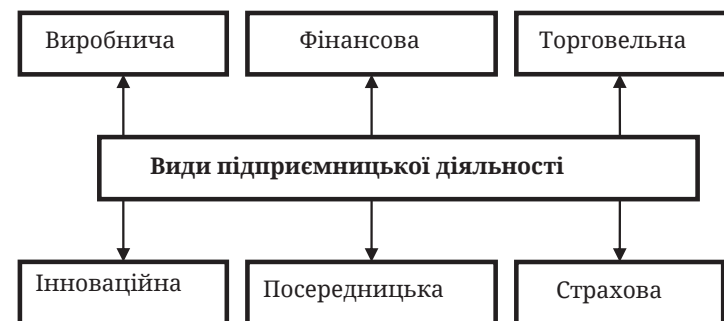 Виробнича
Фінансова
Торговельна
Види підприємницької діяльності
Інноваційна
Посередницька
Страхова